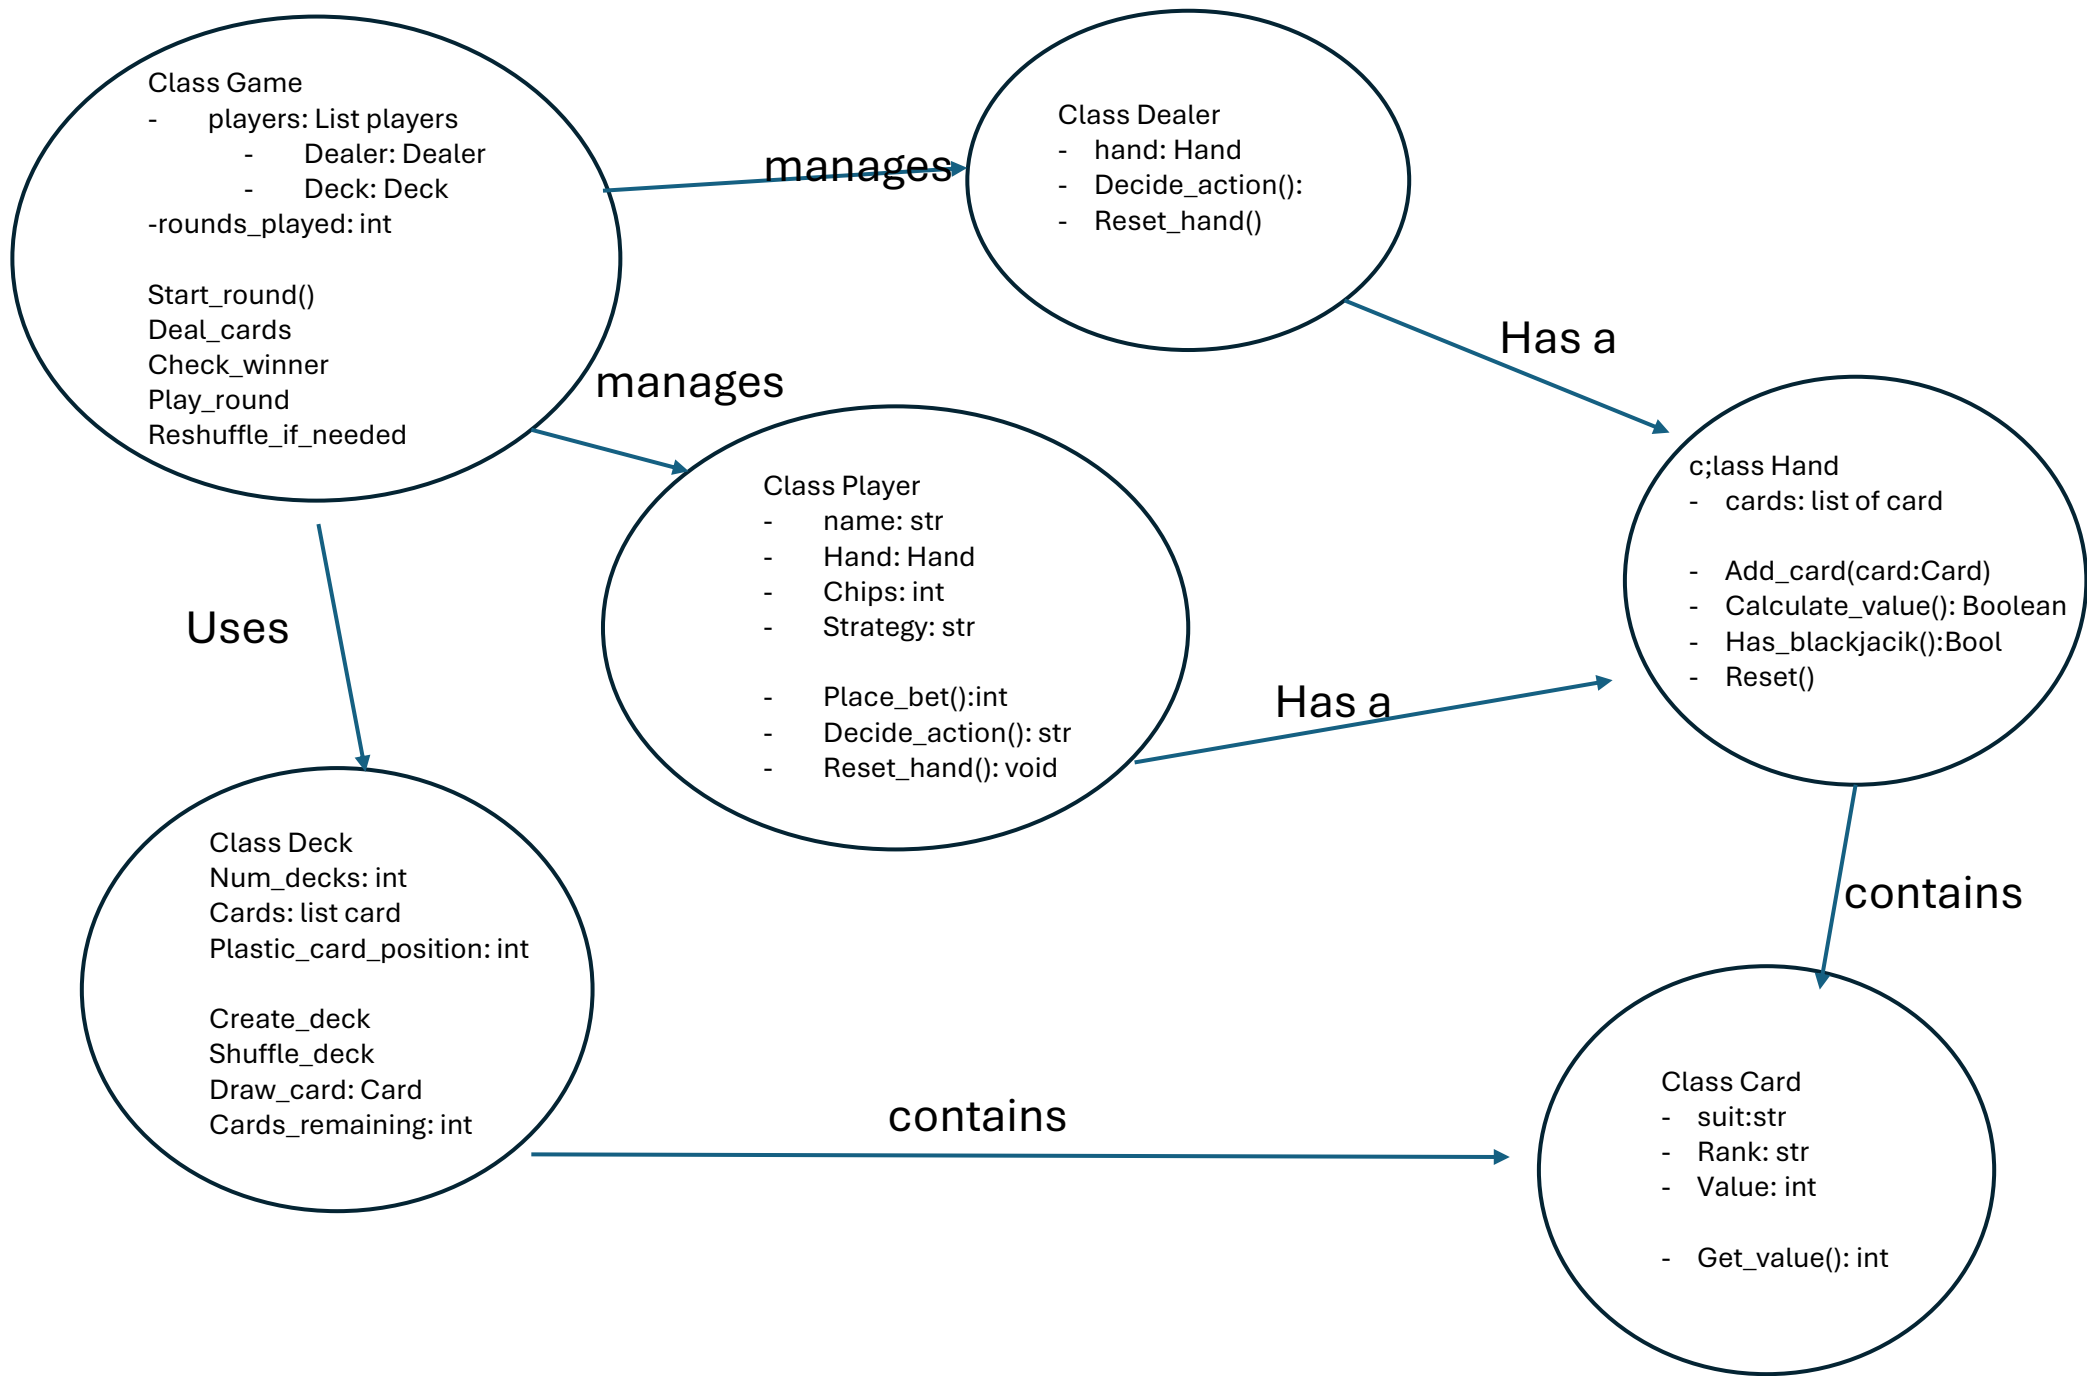 Class Game
- players: List players
- Dealer: Dealer
- Deck: Deck
-rounds_played: int
Start_round()
Deal_cards
Check_winner
Play_round
Reshuffle_if_needed
manages
Class Dealer
- hand: Hand
- Decide_action():
- Reset_hand()
Has a
manages
Class Player
- name: str
- Hand: Hand
- Chips: int
- Strategy: str
- Place_bet():int
- Decide_action(): str
- Reset_hand(): void
Has a
c;lass Hand
- cards: list of card
- Add_card(card:Card)
- Calculate_value(): Boolean
- Has_blackjacik():Bool
- Reset()
Uses
contains
Class Deck
Num_decks: int
Cards: list card
Plastic_card_position: int
Create_deck
Shuffle_deck
Draw_card: Card
Cards_remaining: int
contains
Class Card
- suit:str
- Rank: str
- Value: int
- Get_value(): int